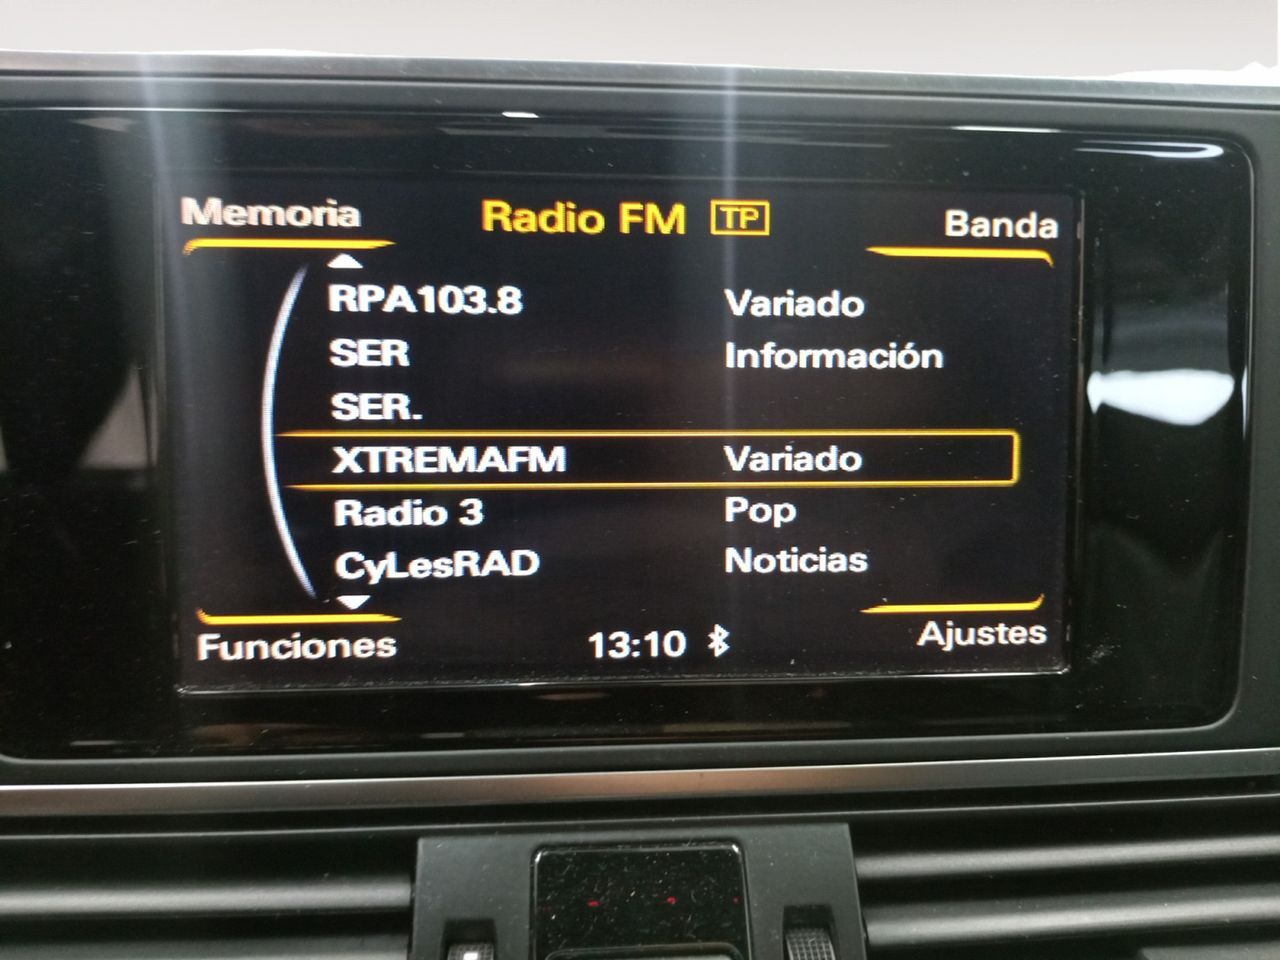 Memoria Radio FM TP Banda
RPA103.8 Variado
SER Información
SER.
XTREMAFM Variado
Radio 3 Pop
CyLesRAD Noticias
Funciones 13:10 Ajustes